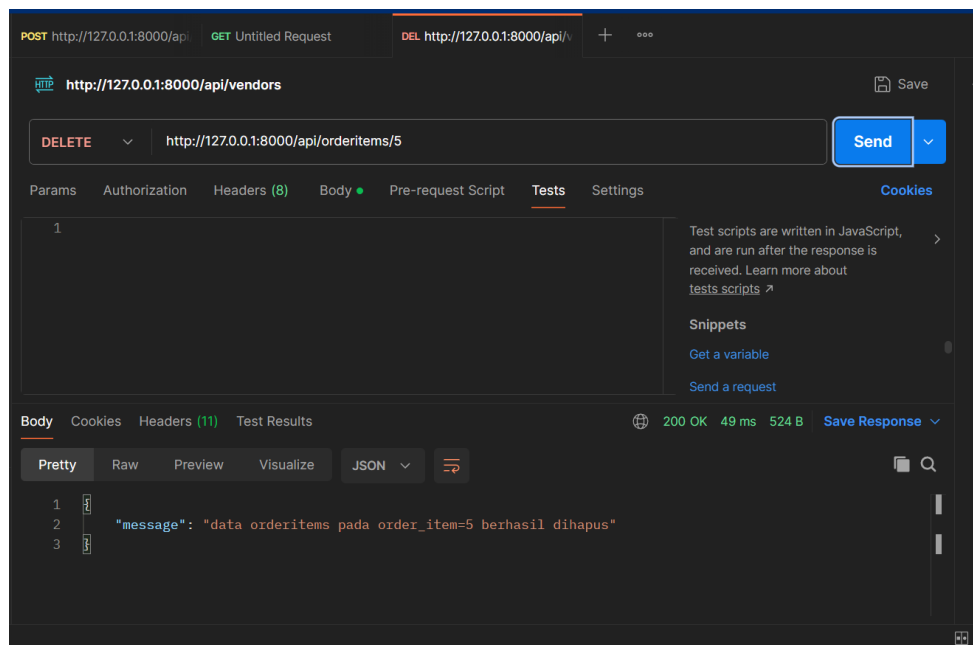 POST http://127.0.0.1:8000/api/ GET Untitled Request DEL http://127.0.0.1:8000/api/v
HTTP http://127.0.0.1:8000/api/vendors Save
DELETE http://127.0.0.1:8000/api/orderitems/5 Send
Params Authorization Headers (8) Body Pre-request Script Tests Settings Cookies
1
Test scripts are written in JavaScript,
and are run after the response is
received. Learn more about
tests scripts ↗
Snippets
Get a variable
Send a request
Body Cookies Headers (11) Test Results 200 OK 49 ms 524 B Save Response
Pretty Raw Preview Visualize JSON
1 {
2 "message": "data orderitems pada order_item=5 berhasil dihapus"
3 }